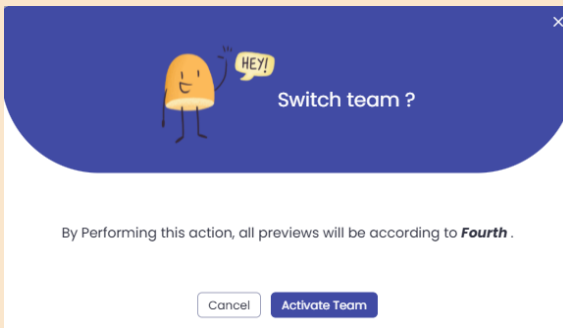 HEY!
Switch team ?
By Performing this action, all previews will be according to Fourth .
Cancel
Activate Team